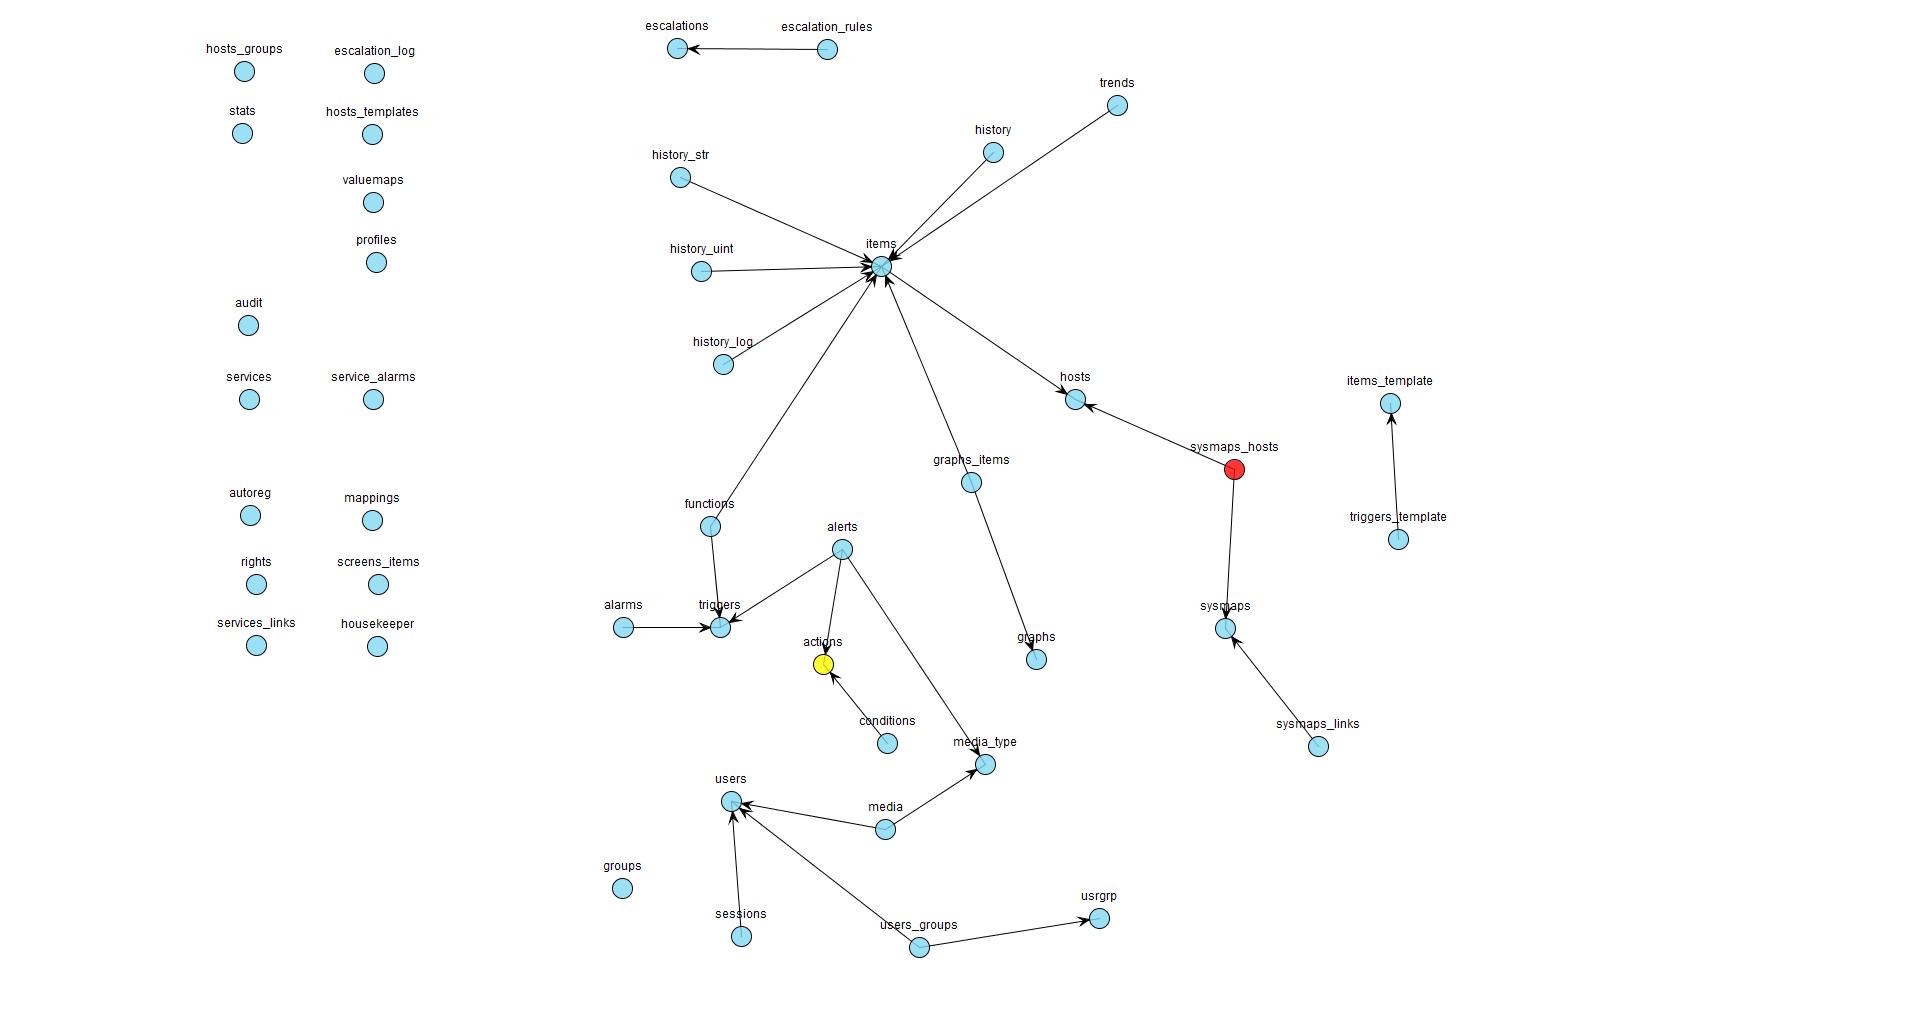 escalations
escalation_rules
hosts_groups
escalation_log
trends
stats
hosts_templates
history
history_str
valuemaps
profiles
items
history_uint
audit
history_log
services
service_alarms
hosts
items_template
sysmaps_hosts
graphs_items
autoreg
mappings
functions
triggers_template
alerts
rights
screens_items
alarms
triggers
sysmaps
services_links
housekeeper
actions
graphs
conditions
sysmaps_links
media_type
users
media
groups
usrgrp
sessions
users_groups